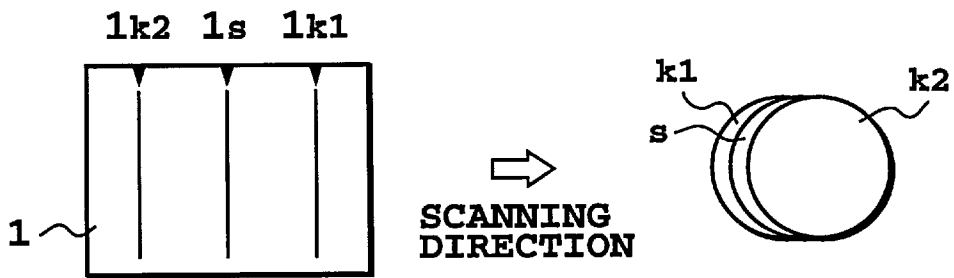 1k2 1s 1k1
k1
k2
s
1
SCANNING
DIRECTION